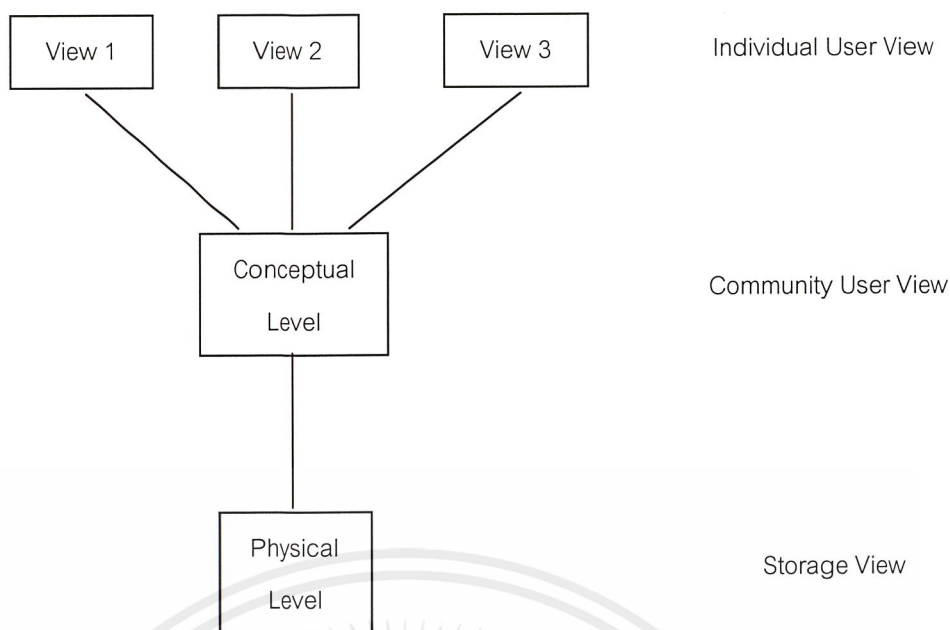 View 1 View 2 View 3 Individual User View
Conceptual
Level
Community User View
Physical
Level
Storage View